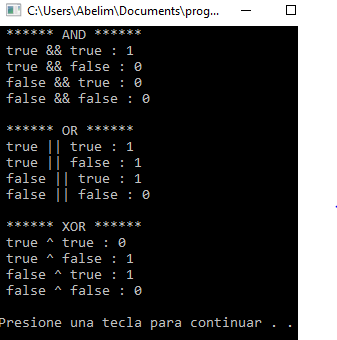 C:\Users\Abelim\Documents\prog...
****** AND ******
true && true : 1
true && false : 0
false && true : 0
false && false : 0
****** OR ******
true || true : 1
true || false : 1
false || true : 1
false || false : 0
****** XOR ******
true ^ true : 0
true ^ false : 1
false ^ true : 1
false ^ false : 0
Presione una tecla para continuar . .